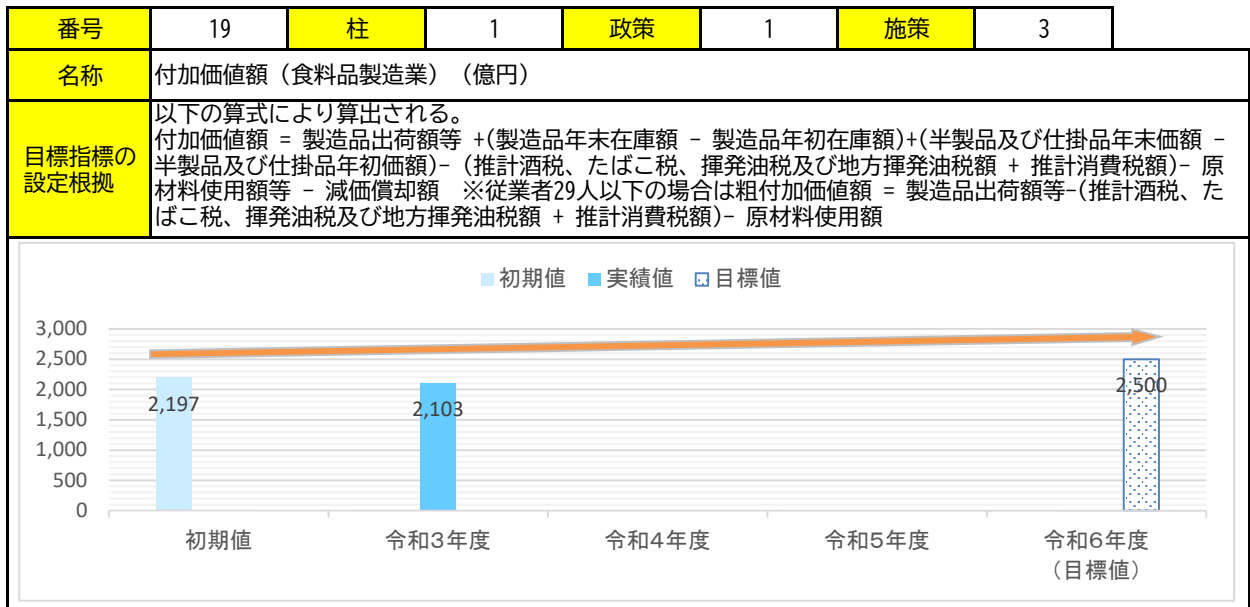 番号 19 柱 1 政策 1 施策 3
名称 付加価値額（食料品製造業）（億円）
目標指標の
設定根拠
以下の算式により算出される。
付加価値額 = 製造品出荷額等 +(製造品年末在庫額 − 製造品年初在庫額)+(半製品及び仕掛品年末価額 −
半製品及び仕掛品年初価額)− (推計酒税、たばこ税、揮発油税及び地方揮発油税額 + 推計消費税額)− 原
材料使用額等 − 減価償却額　※従業者29人以下の場合は粗付加価値額 = 製造品出荷額等−(推計酒税、た
ばこ税、揮発油税及び地方揮発油税額 + 推計消費税額)− 原材料使用額
初期値 実績値 目標値
3,000
2,500
2,000
1,500
1,000
500
0
2,197
2,103
2,500
初期値 令和３年度 令和４年度 令和５年度 令和６年度
（目標値）